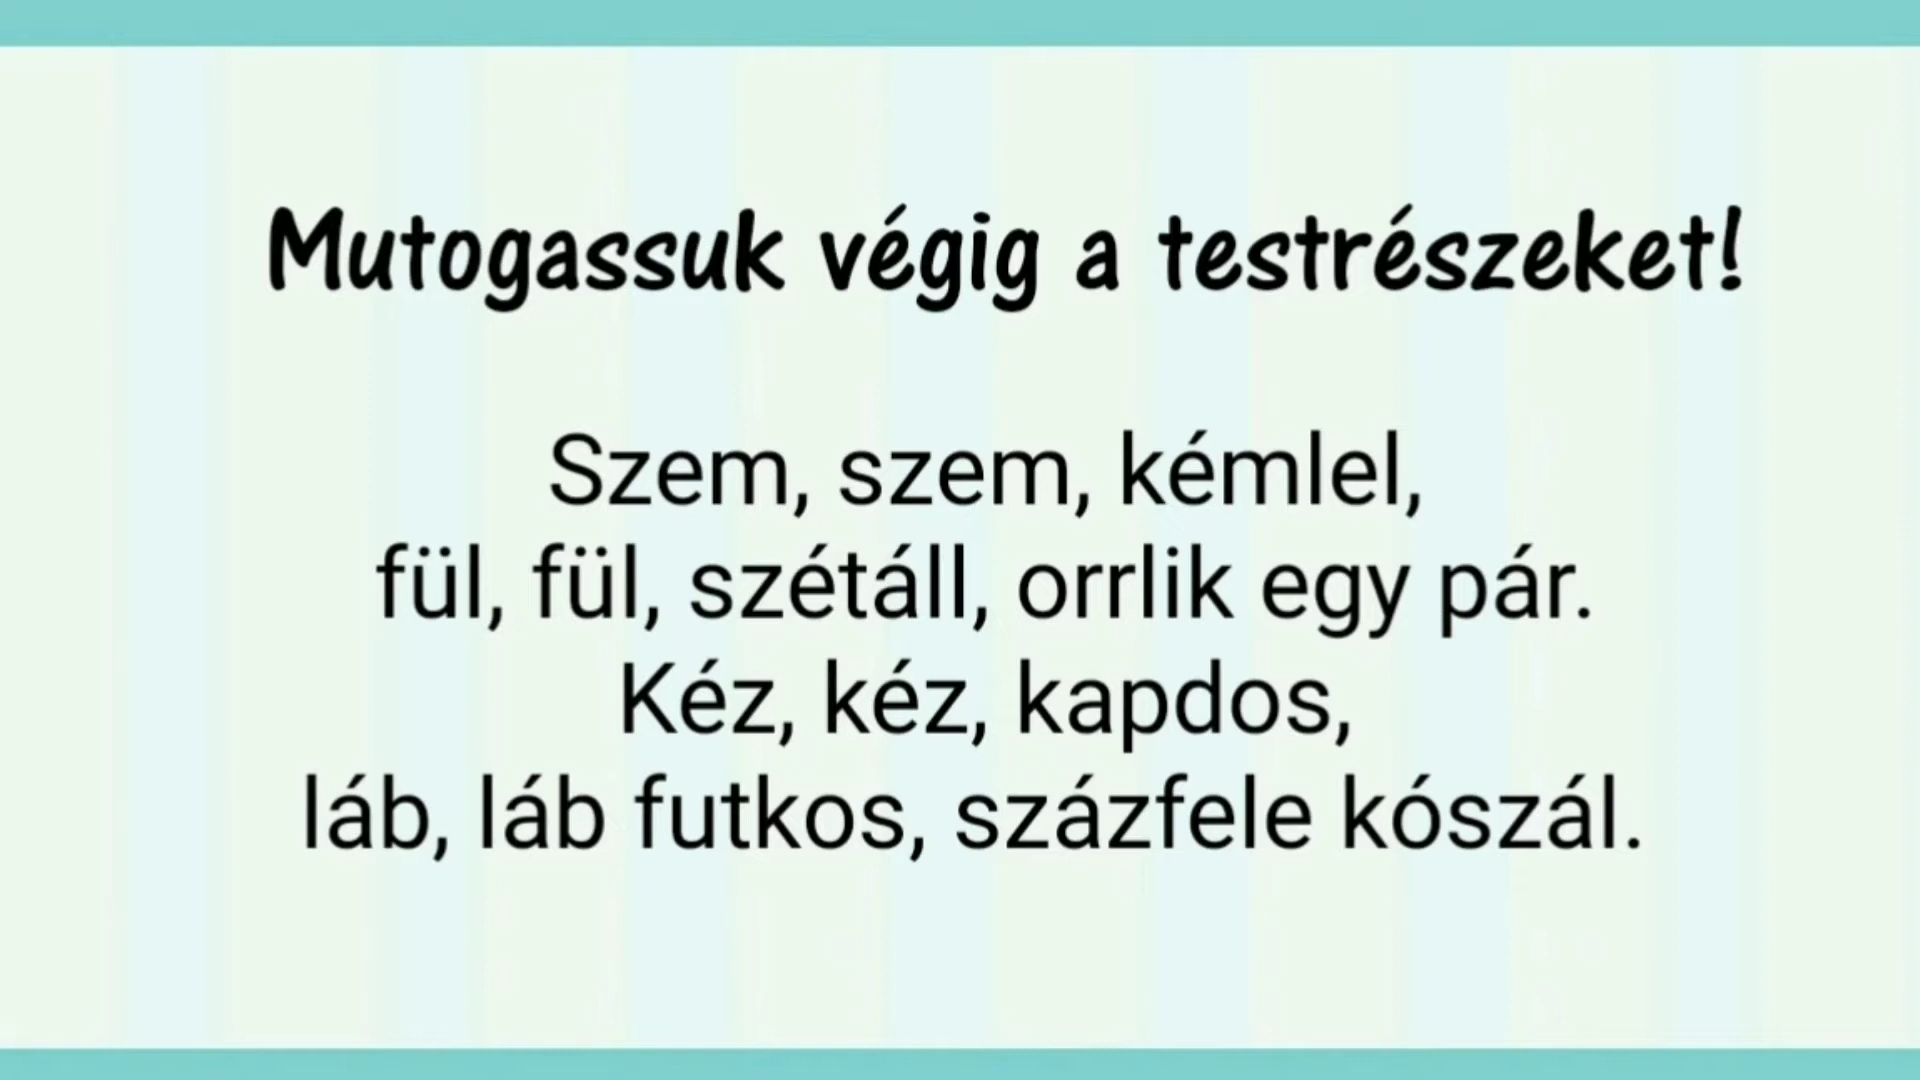 Mutogassuk végig a testrészeket!
Szem, szem, kémlel,
fül, fül, szétáll, orrlik egy pár.
Kéz, kéz, kapdos,
láb, láb futkos, százfele kószál.